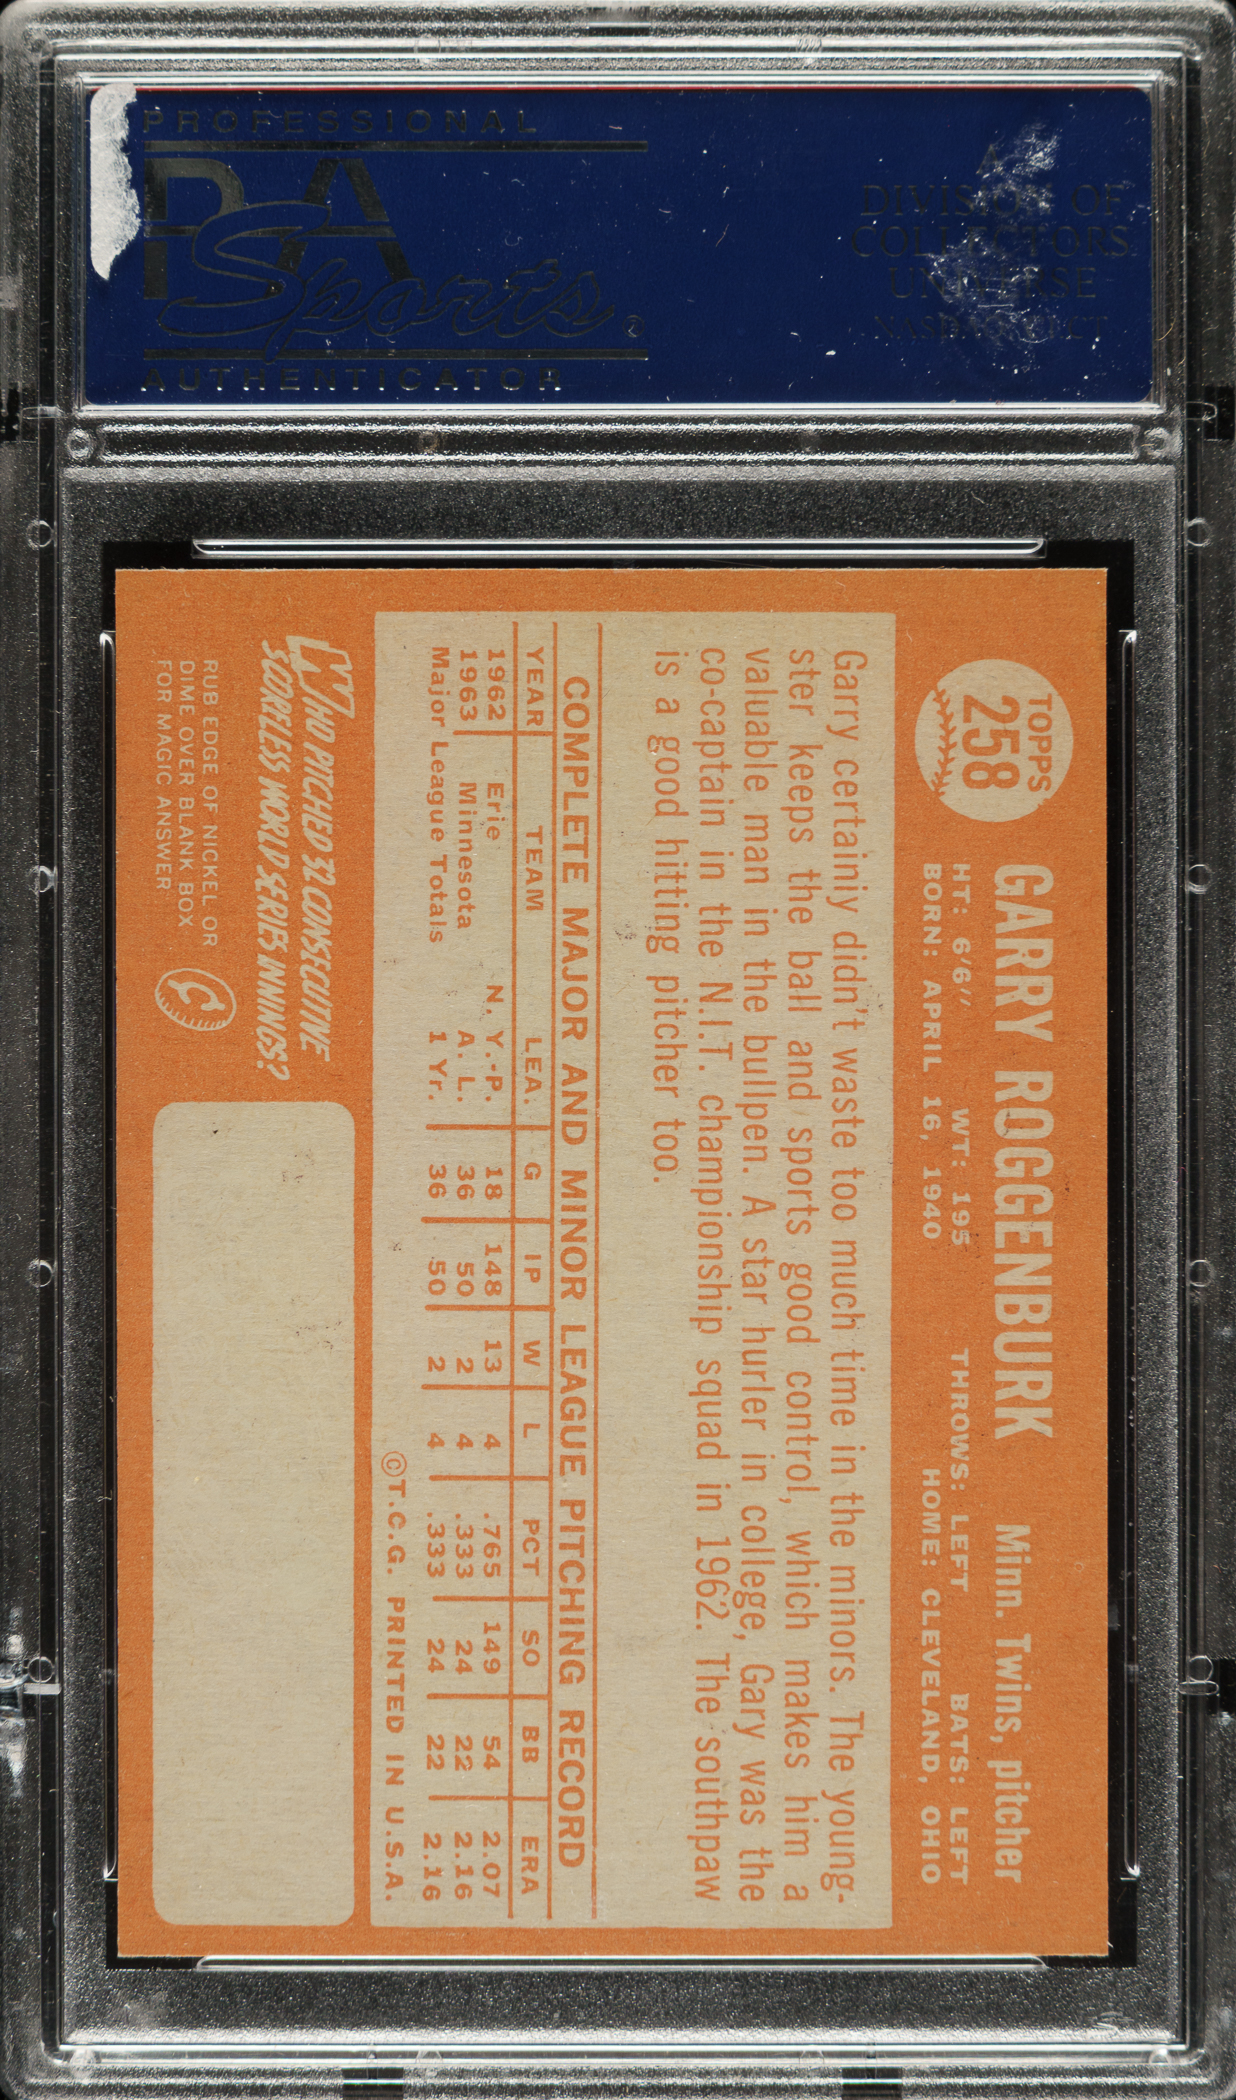 PROFESSIONAL
PSA
Sports
AUTHENTICATOR
A
DIVISION OF
COLLECTORS
UNIVERSE
TOPPS
258
GARRY ROGGENBURK Minn. Twins, pitcher
HT: 6'6" WT: 195 THROWS: LEFT BATS: LEFT
BORN: APRIL 16, 1940 HOME: CLEVELAND, OHIO
Garry certainly didn't waste too much time in the minors. The young-
ster keeps the ball and sports good control, which makes him a
valuable man in the bullpen. A star hurler in college, Gary was the
co-captain in the N.I.T. championship squad in 1962. The southpaw
is a good hitting pitcher too.
COMPLETE MAJOR AND MINOR LEAGUE PITCHING RECORD
YEAR TEAM LEA. G IP W L PCT SO BB ERA
1962 Erie N. Y.-P. 18 148 13 4 .765 149 54 2.07
1963 Minnesota A. L. 36 50 2 4 .333 24 22 2.16
Major League Totals 1 Yr. 36 50 2 4 .333 24 22 2.16
©T.C.G. PRINTED IN U.S.A.
WHO PITCHED 32 CONSECUTIVE
SCORELESS WORLD SERIES INNINGS?
RUB EDGE OF NICKEL OR
DIME OVER BLANK BOX
FOR MAGIC ANSWER